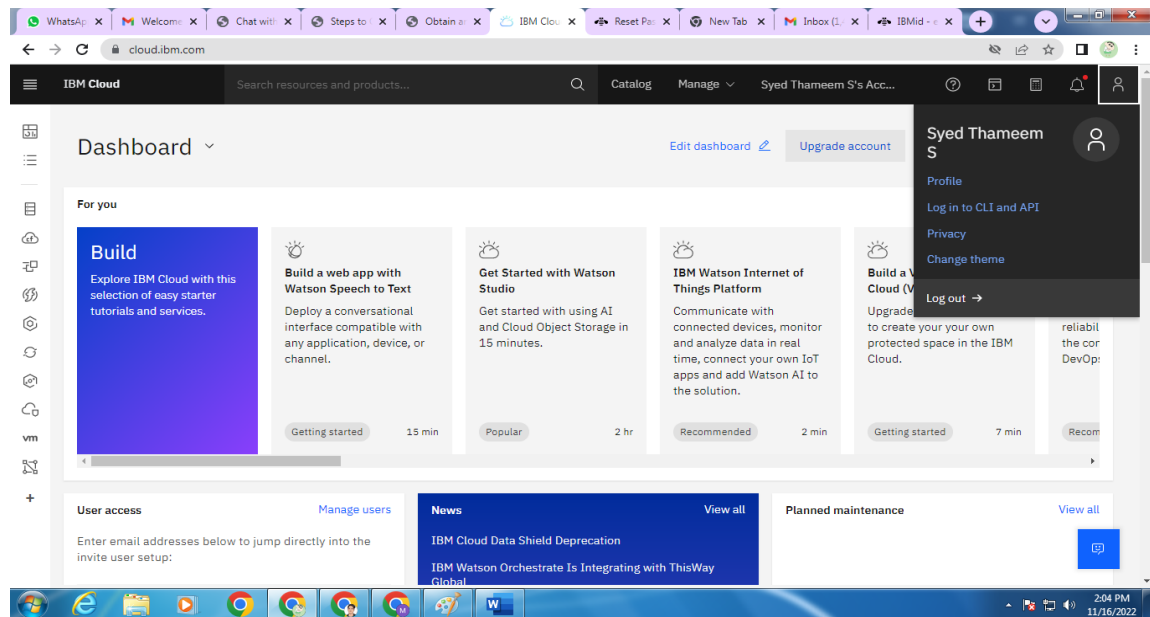 WhatsAp
Welcome
Chat with
Steps to
Obtain a
IBM Clou
Reset Pas
New Tab
Inbox (1,
IBMid - e
cloud.ibm.com
IBM Cloud
Search resources and products...
Catalog
Manage
Syed Thameem S's Acc...
Dashboard
Edit dashboard
Upgrade account
Syed Thameem
S
Profile
Log in to CLI and API
Privacy
Change theme
Log out →
For you
Build
Explore IBM Cloud with this
selection of easy starter
tutorials and services.
Build a web app with
Watson Speech to Text
Deploy a conversational
interface compatible with
any application, device, or
channel.
Getting started
15 min
Get Started with Watson
Studio
Get started with using AI
and Cloud Object Storage in
15 minutes.
Popular
2 hr
IBM Watson Internet of
Things Platform
Communicate with
connected devices, monitor
and analyze data in real
time, connect your own IoT
apps and add Watson AI to
the solution.
Recommended
2 min
Build a V
Cloud (V
Upgrade
to create your your own
protected space in the IBM
Cloud.
Getting started
7 min
reliabil
the cor
DevOp
Recom
vm
User access
Manage users
Enter email addresses below to jump directly into the
invite user setup:
News
View all
IBM Cloud Data Shield Deprecation
IBM Watson Orchestrate Is Integrating with ThisWay
Global
Planned maintenance
View all
2:04 PM
11/16/2022